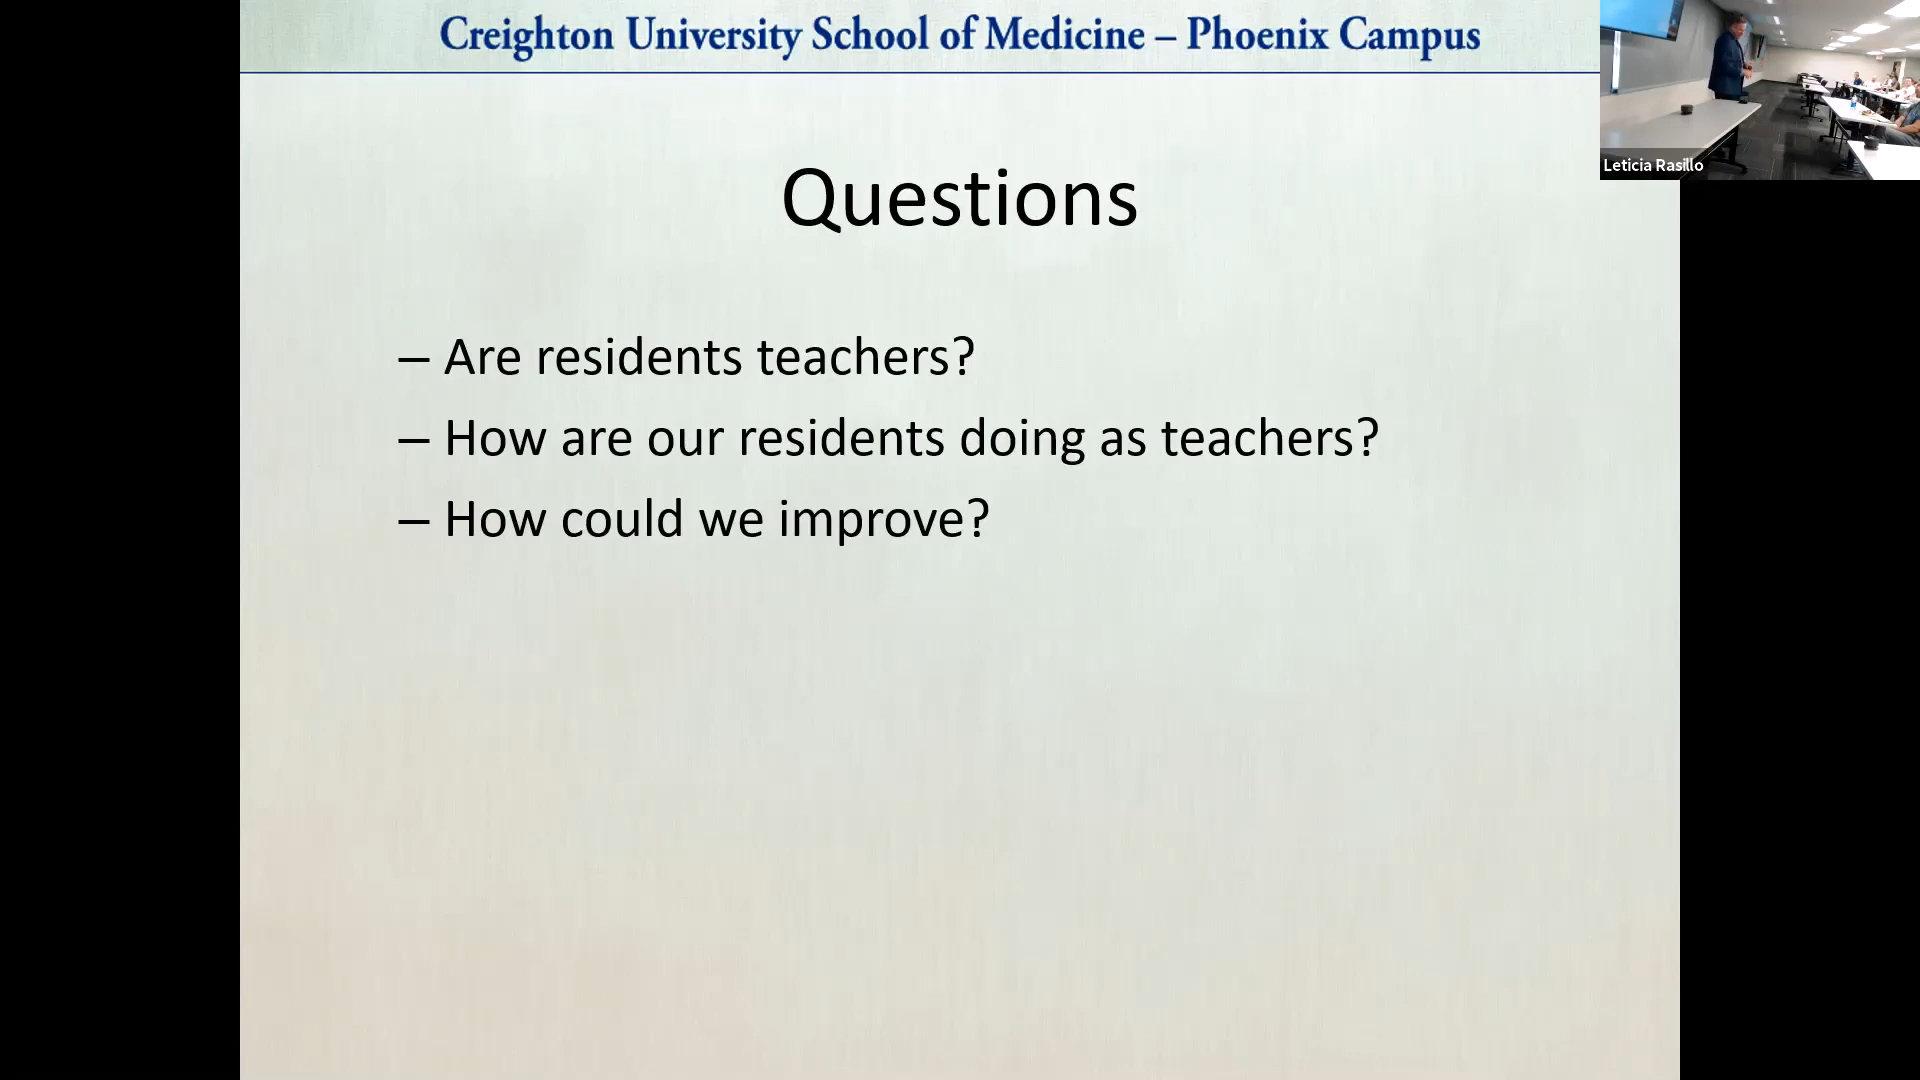 Creighton University School of Medicine – Phoenix Campus
Leticia Rasillo
Questions
– Are residents teachers?
– How are our residents doing as teachers?
– How could we improve?